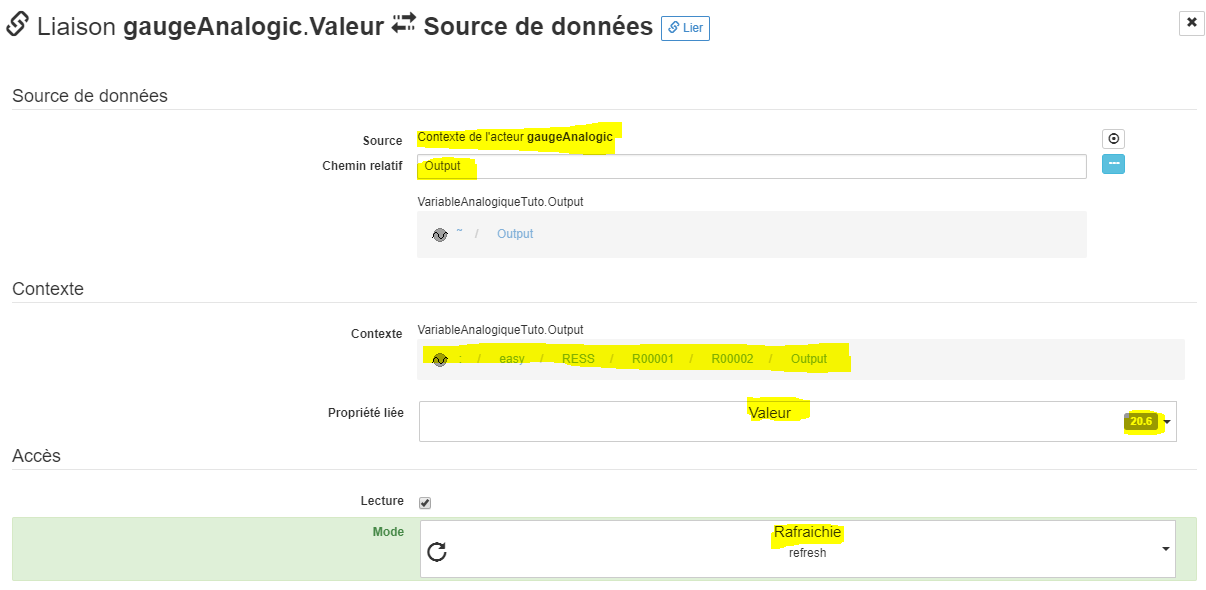 Liaison gaugeAnalogic.Valeur Source de données Lier
Source de données
Source Contexte de l'acteur gaugeAnalogic
Chemin relatif Output
VariableAnalogiqueTuto.Output
~ / Output
Contexte
Contexte VariableAnalogiqueTuto.Output
: / easy / RESS / R00001 / R00002 / Output
Propriété liée Valeur 20.6
Accès
Lecture
Mode Rafraichie
refresh